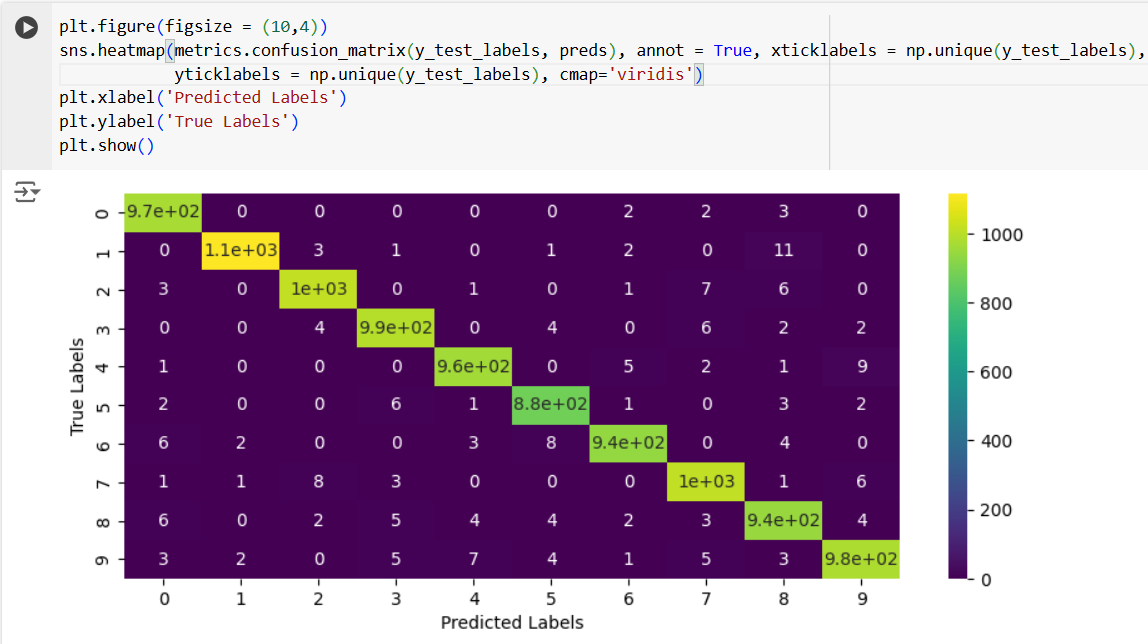 plt.figure(figsize = (10,4))
sns.heatmap(metrics.confusion_matrix(y_test_labels, preds), annot = True, xticklabels = np.unique(y_test_labels),
yticklabels = np.unique(y_test_labels), cmap='viridis')
plt.xlabel('Predicted Labels')
plt.ylabel('True Labels')
plt.show()
0 9.7e+02 0 0 0 0 0 2 2 3 0
1 0 1.1e+03 3 1 0 1 2 0 11 0
2 3 0 1e+03 0 1 0 1 7 6 0
3 0 0 4 9.9e+02 0 4 0 6 2 2
4 1 0 0 0 9.6e+02 0 5 2 1 9
5 2 0 0 6 1 8.8e+02 1 0 3 2
6 6 2 0 0 3 8 9.4e+02 0 4 0
7 1 1 8 3 0 0 0 1e+03 1 6
8 6 0 2 5 4 4 2 3 9.4e+02 4
9 3 2 0 5 7 4 1 5 3 9.8e+02
0 1 2 3 4 5 6 7 8 9
True Labels
Predicted Labels
1000
800
600
400
200
0